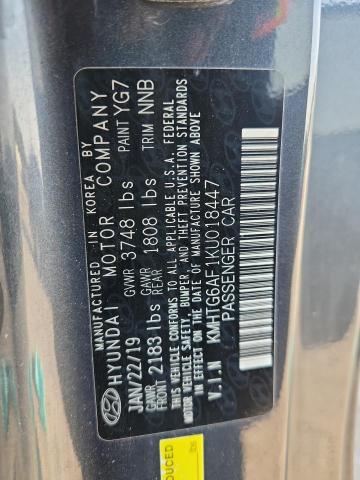 MANUFACTURED IN KOREA BY
HYUNDAI MOTOR COMPANY
JAN/22/19 GVWR 3748 lbs PAINT YG7
GAWR FRONT 2183 lbs GAWR REAR 1808 lbs TRIM NNB
THIS VEHICLE CONFORMS TO ALL APPLICABLE U.S.A. FEDERAL
MOTOR VEHICLE SAFETY, BUMPER, AND THEFT PREVENTION STANDARDS
IN EFFECT ON THE DATE OF MANUFACTURE SHOWN ABOVE
V.I.N KMHTG6AF1KU018447
PASSENGER CAR
DUCED